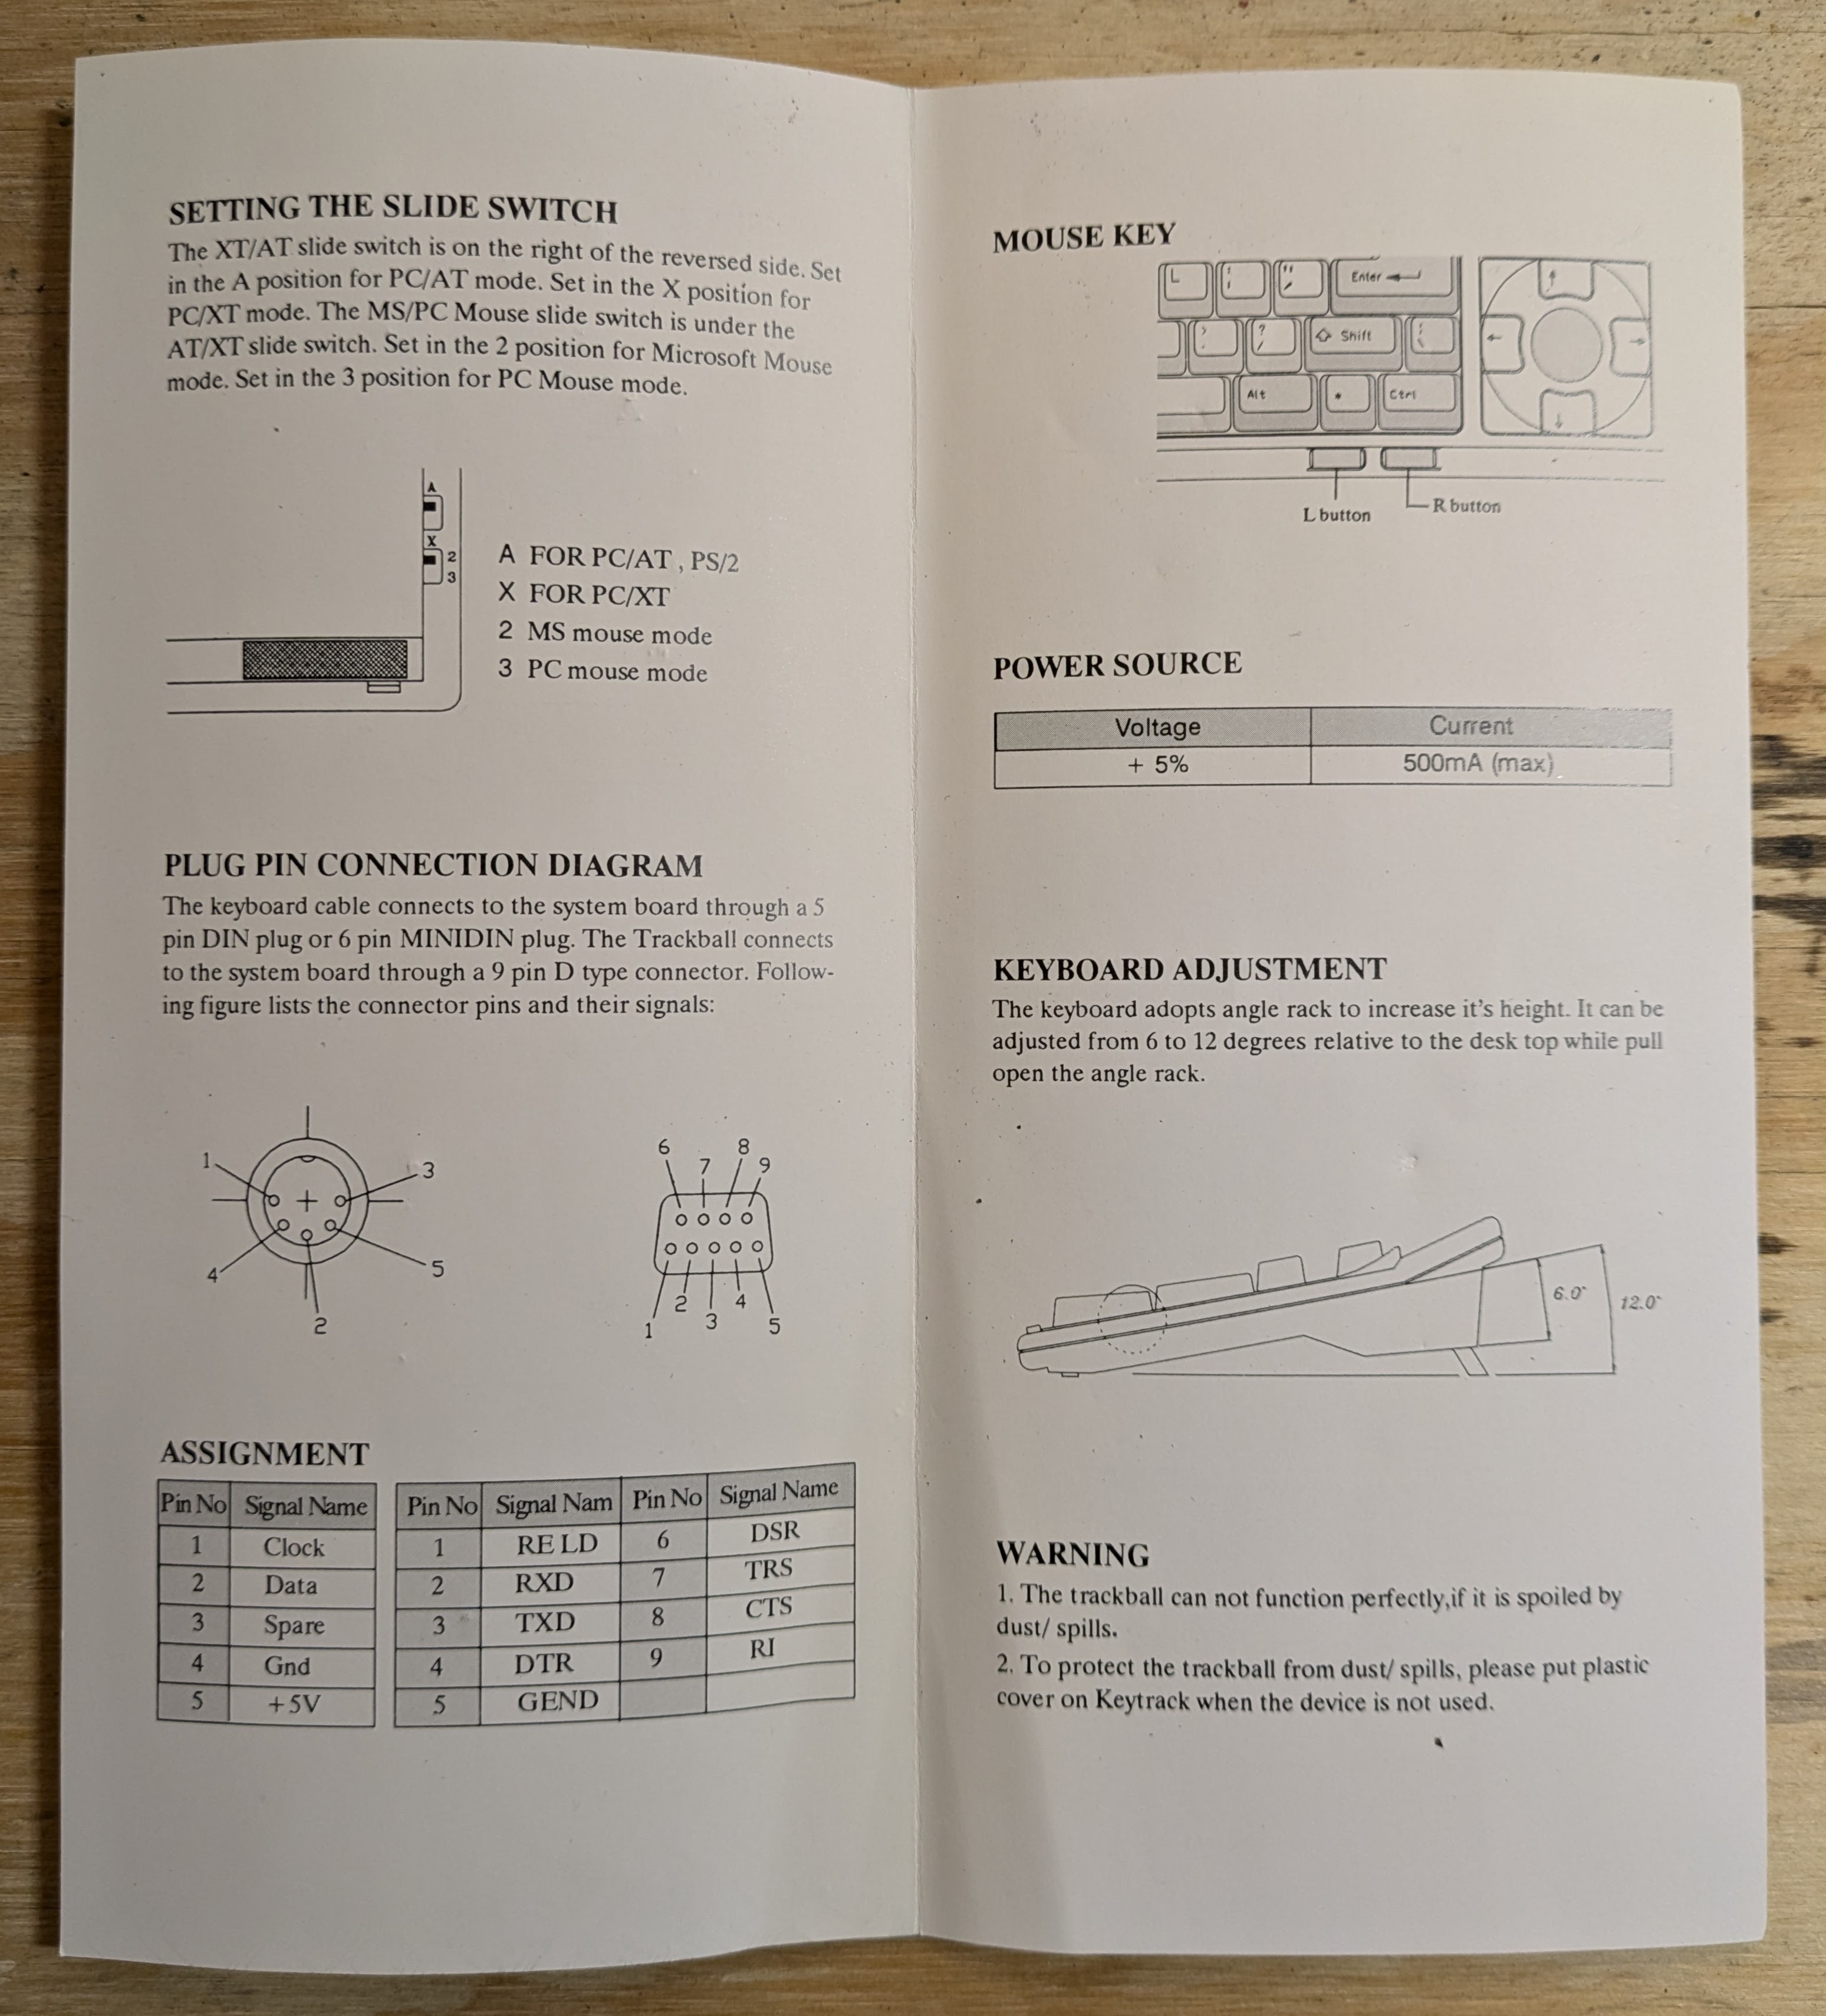 SETTING THE SLIDE SWITCH
The XT/AT slide switch is on the right of the reversed side. Set
in the A position for PC/AT mode. Set in the X position for
PC/XT mode. The MS/PC Mouse slide switch is under the
AT/XT slide switch. Set in the 2 position for Microsoft Mouse
mode. Set in the 3 position for PC Mouse mode.
A
X
2
3
A FOR PC/AT , PS/2
X FOR PC/XT
2 MS mouse mode
3 PC mouse mode
PLUG PIN CONNECTION DIAGRAM
The keyboard cable connects to the system board through a 5
pin DIN plug or 6 pin MINIDIN plug. The Trackball connects
to the system board through a 9 pin D type connector. Follow-
ing figure lists the connector pins and their signals:
1
3
4
5
2
6
7
8
9
1
2
3
4
5
ASSIGNMENT
Pin No Signal Name
1 Clock
2 Data
3 Spare
4 Gnd
5 +5V
Pin No Signal Nam Pin No Signal Name
1 RE LD 6 DSR
2 RXD 7 TRS
3 TXD 8 CTS
4 DTR 9 RI
5 GEND
MOUSE KEY
L ; " Enter
? / Shift
Alt * Ctrl
L button
R button
POWER SOURCE
Voltage Current
+ 5% 500mA (max)
KEYBOARD ADJUSTMENT
The keyboard adopts angle rack to increase it's height. It can be
adjusted from 6 to 12 degrees relative to the desk top while pull
open the angle rack.
6.0°
12.0°
WARNING
1. The trackball can not function perfectly,if it is spoiled by
dust/ spills.
2. To protect the trackball from dust/ spills, please put plastic
cover on Keytrack when the device is not used.